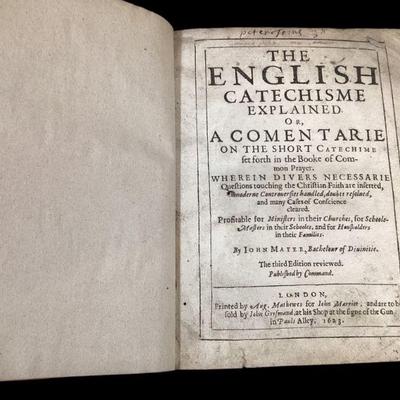 THE
ENGLISH
CATECHISME
EXPLAINED.
OR,
A COMENTARIE
ON THE SHORT CATECHIME
set forth in the Booke of Com-
mon Prayer.
WHEREIN DIVERS NECESSARIE
Questions touching the Christian Faith are inserted,
moderne Controversies handled, doubts resolved,
and many Cases of Conscience
cleared.
Profitable for Ministers in their Churches, for Schoole-
Masters in their Schooles, and for Housholders
in their Families.
By IOHN MAYER, Bachelour of Divinitie.
The third Edition reviewed.
Published by Command.
LONDON,
Printed by Aug. Mathewes for John Marriot, and are to be
sold by John Grismand, at his Shop at the signe of the Gun
in Pauls Alley, 1623.